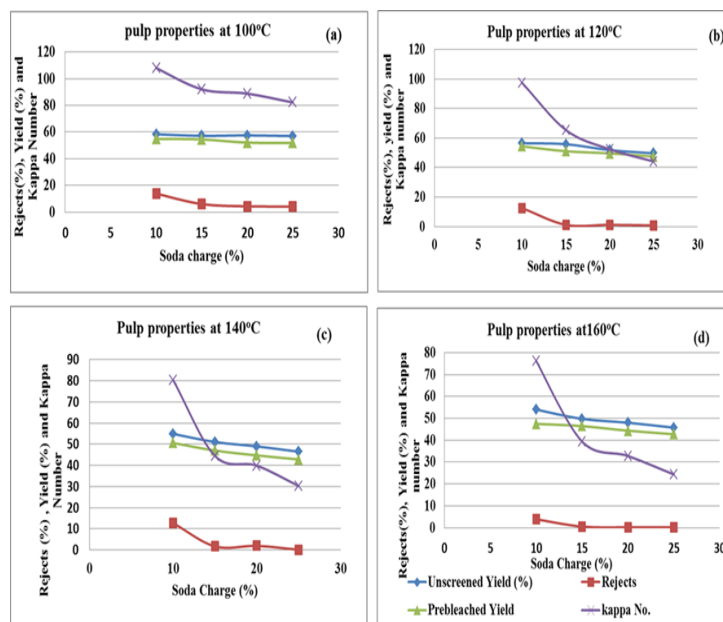 pulp properties at 100°C
(a)
Rejects(%), Yield (%) and
Kappa Number
120
100
80
60
40
20
0
0 5 10 15 20 25 30
Soda charge (%)
Pulp properties at 120°C
(b)
Rejects(%), yield (%) and
Kappa number
120
100
80
60
40
20
0
0 5 10 15 20 25 30
Soda charge (%)
Pulp properties at 140°C
(c)
Rejects (%) , Yield (%) and Kappa
Number
90
80
70
60
50
40
30
20
10
0
0 10 20 30
Soda Charge (%)
Pulp properties at160°C
(d)
Rejects(%), Yield (%) and Kappa
number
80
70
60
50
40
30
20
10
0
0 5 10 15 20 25 30
Soda Charge (%)
Unscreened Yield (%)
Rejects
Prebleached Yield
kappa No.